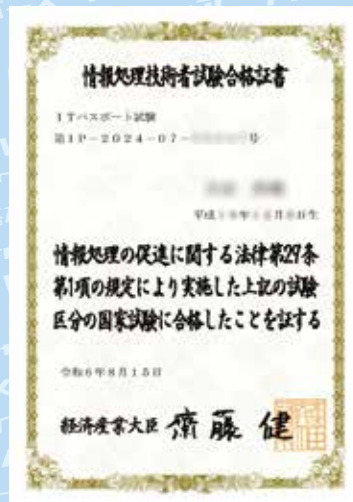 情報処理技術者試験合格証書
ITパスポート試験
第IP-2024-07-
号
平成
年
月
日生
情報処理の促進に関する法律第29条
第1項の規定により実施した上記の試験
区分の国家試験に合格したことを証する
令和6年8月15日
経済産業大臣 齋藤 健